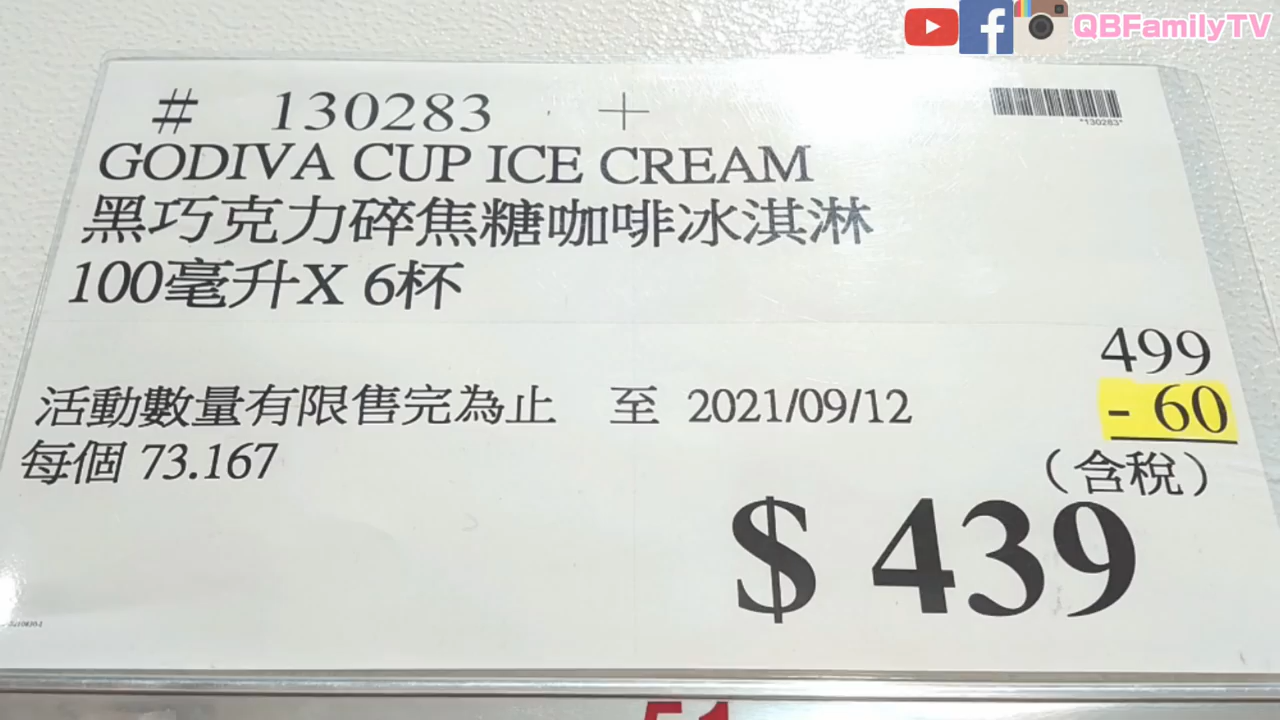 QBFamilyTV
# 130283 +
*130283*
GODIVA CUP ICE CREAM
黑巧克力碎焦糖咖啡冰淇淋
100毫升X 6杯
499
- 60
活動數量有限售完為止 至 2021/09/12
每個 73.167
(含稅)
$ 439
51